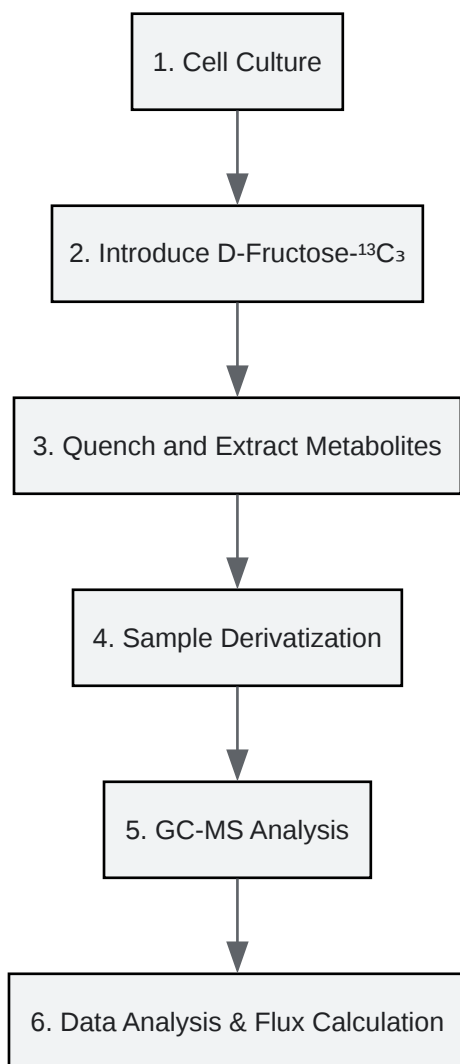 1. Cell Culture
2. Introduce D-Fructose-¹³C₃
3. Quench and Extract Metabolites
4. Sample Derivatization
5. GC-MS Analysis
6. Data Analysis & Flux Calculation